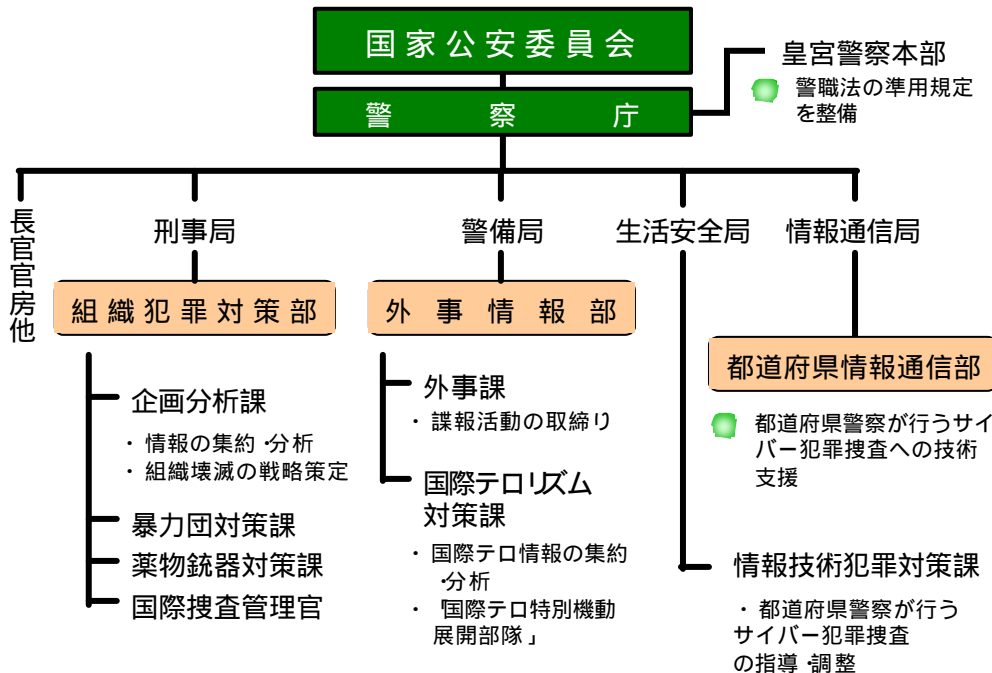 国家公安委員会
警察庁
皇宮警察本部
警職法の準用規定
を整備
長官官房他
刑事局
警備局
生活安全局
情報通信局
組織犯罪対策部
外事情報部
都道府県情報通信部
企画分析課
・ 情報の集約・分析
・ 組織壊滅の戦略策定
暴力団対策課
薬物銃器対策課
国際捜査管理官
外事課
・ 諜報活動の取締り
国際テロリズム
対策課
・ 国際テロ情報の集約
・分析
・ 「国際テロ特別機動
展開部隊」
都道府県警察が行うサイ
バー犯罪捜査への技術
支援
情報技術犯罪対策課
・ 都道府県警察が行う
サイバー犯罪捜査
の指導・調整